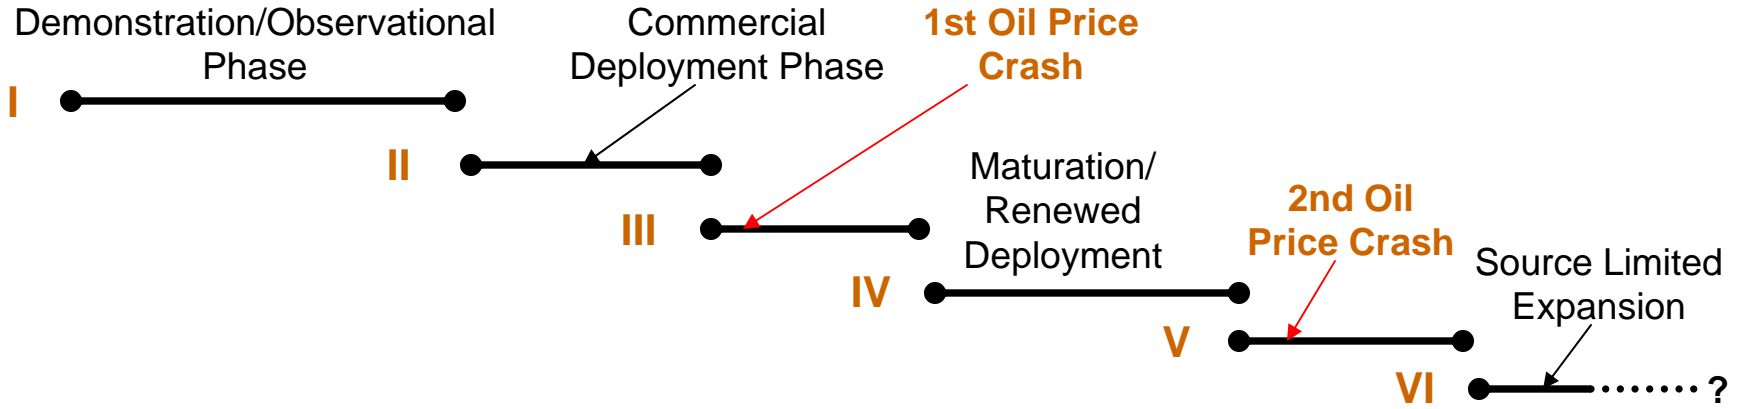 Demonstration/Observational
Phase
I
Commercial
Deployment Phase
II
1st Oil Price
Crash
III
Maturation/
Renewed
Deployment
IV
2nd Oil
Price Crash
V
Source Limited
Expansion
VI
?